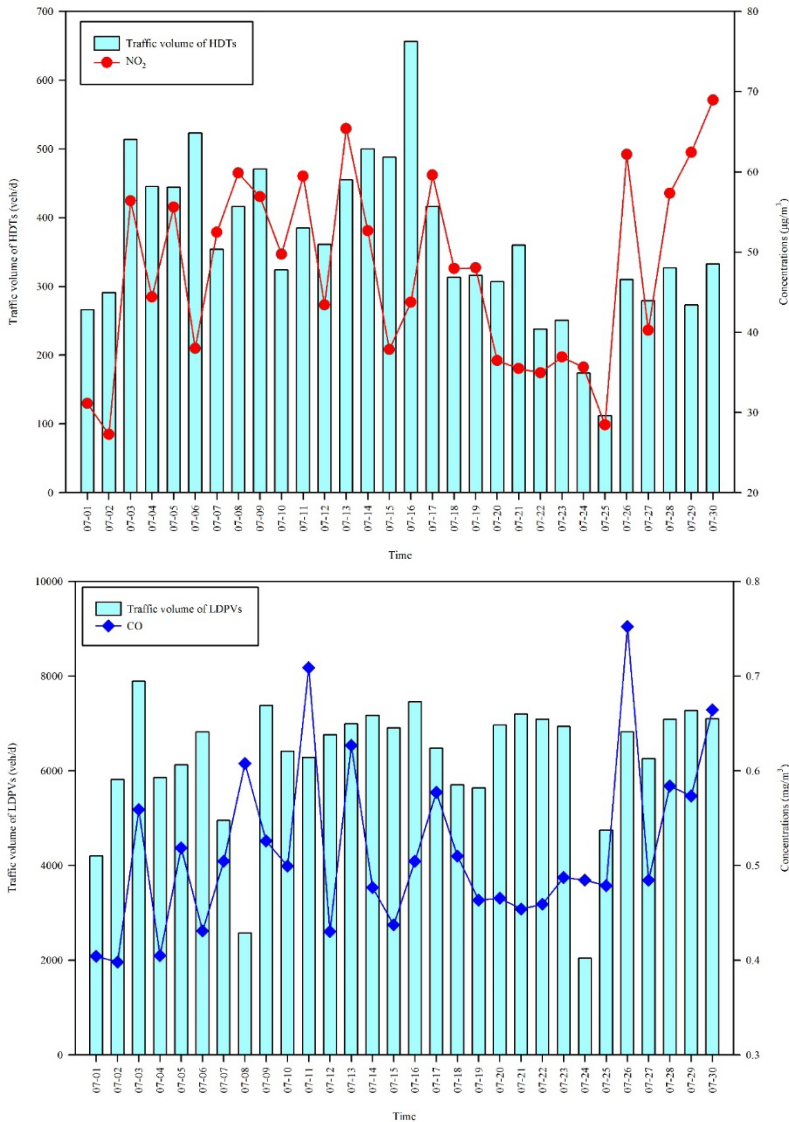 700
600
500
400
300
200
100
0
Traffic volume of HDTs (veh/d)
Traffic volume of HDTs
NO₂
80
70
60
50
40
30
20
Concentrations (μg/m³)
07-01 07-02 07-03 07-04 07-05 07-06 07-07 07-08 07-09 07-10 07-11 07-12 07-13 07-14 07-15 07-16 07-17 07-18 07-19 07-20 07-21 07-22 07-23 07-24 07-25 07-26 07-27 07-28 07-29 07-30
Time
10000
8000
6000
4000
2000
0
Traffic volume of LDPVs (veh/d)
Traffic volume of LDPVs
CO
0.8
0.7
0.6
0.5
0.4
0.3
Concentrations (mg/m³)
07-01 07-02 07-03 07-04 07-05 07-06 07-07 07-08 07-09 07-10 07-11 07-12 07-13 07-14 07-15 07-16 07-17 07-18 07-19 07-20 07-21 07-22 07-23 07-24 07-25 07-26 07-27 07-28 07-29 07-30
Time